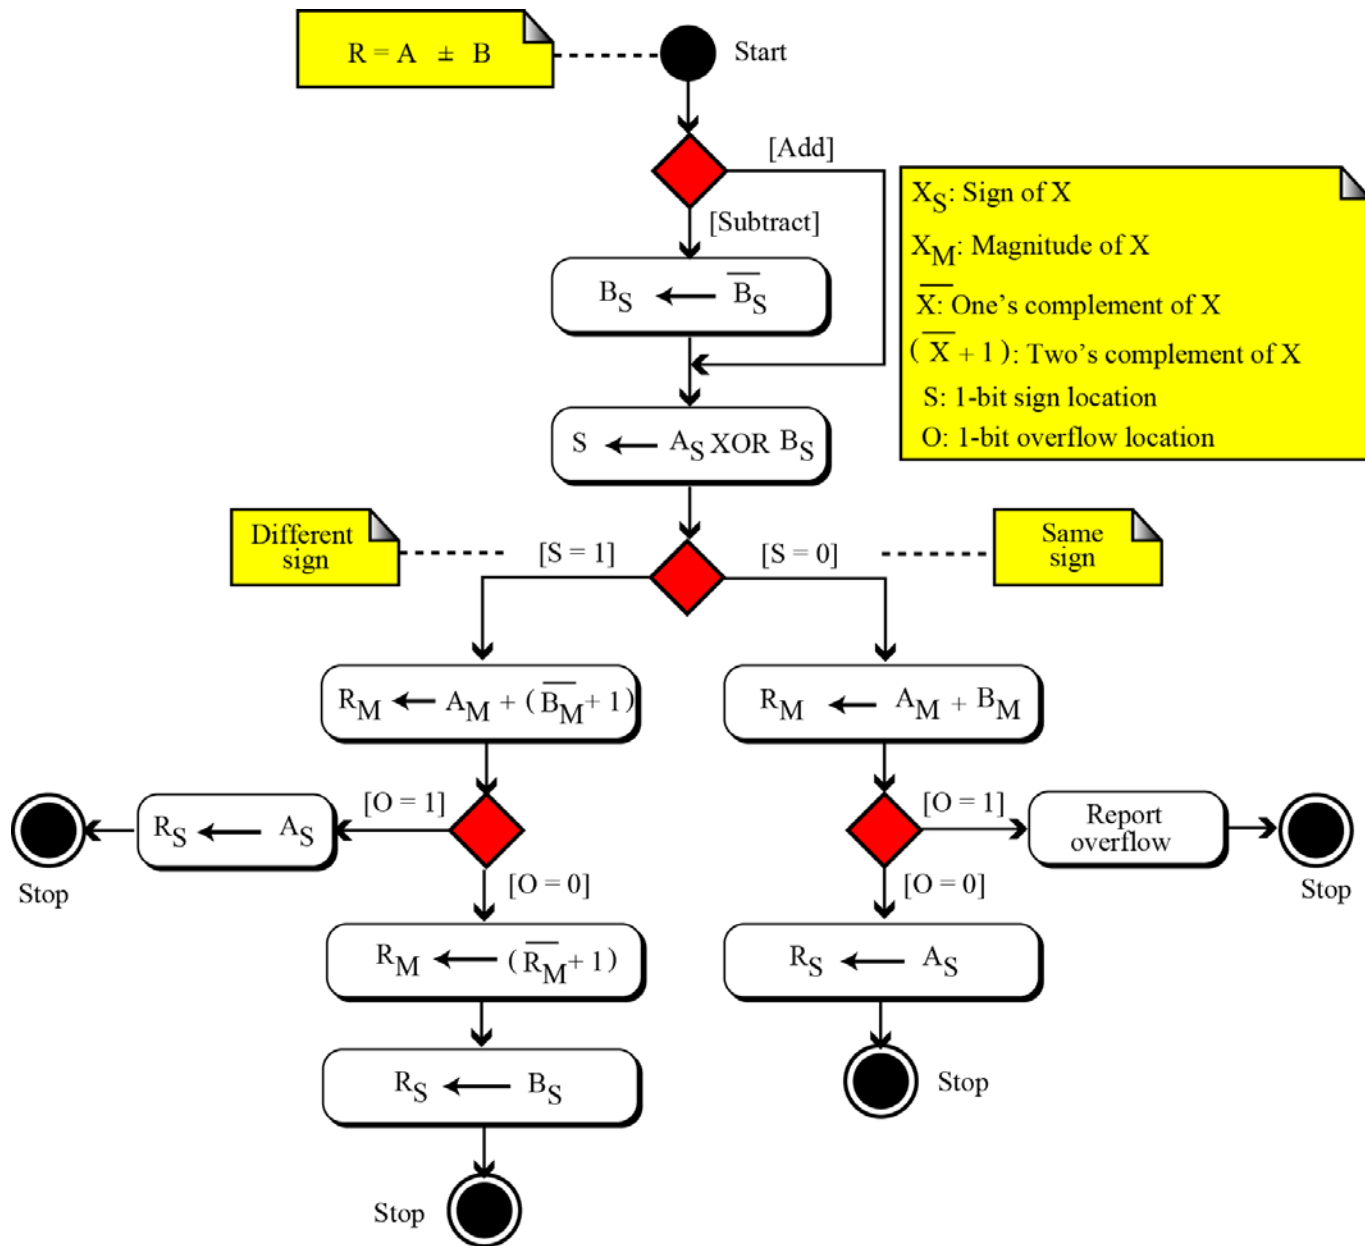 R = A ± B
Start
[Add]
[Subtract]
X_S: Sign of X
X_M: Magnitude of X
X̅: One’s complement of X
(X̅ + 1): Two’s complement of X
S: 1-bit sign location
O: 1-bit overflow location
B_S ← B̅_S
S ← A_S XOR B_S
Different
sign
[S = 1]
[S = 0]
Same
sign
R_M ← A_M + (B̅_M + 1)
R_M ← A_M + B_M
[O = 1]
R_S ← A_S
Stop
[O = 0]
[O = 1]
Report
overflow
Stop
[O = 0]
R_M ← (R̅_M + 1)
R_S ← A_S
R_S ← B_S
Stop
Stop